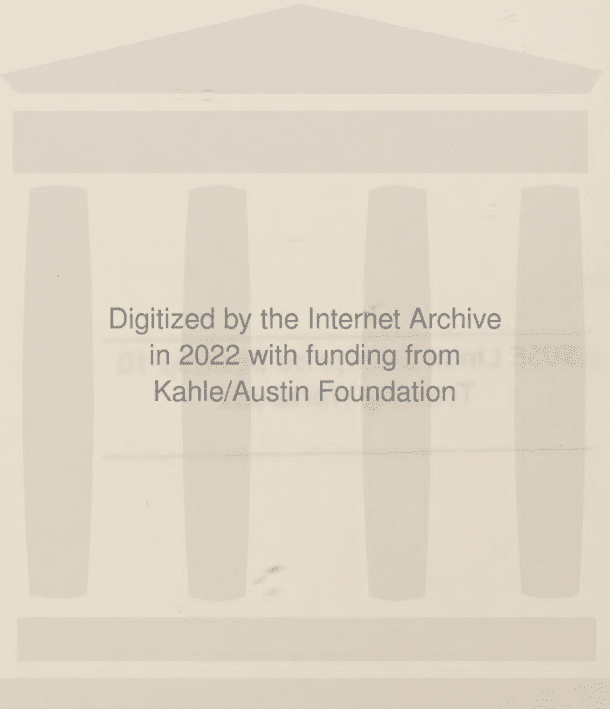 Digitized by the Internet Archive
in 2022 with funding from
Kahle/Austin Foundation